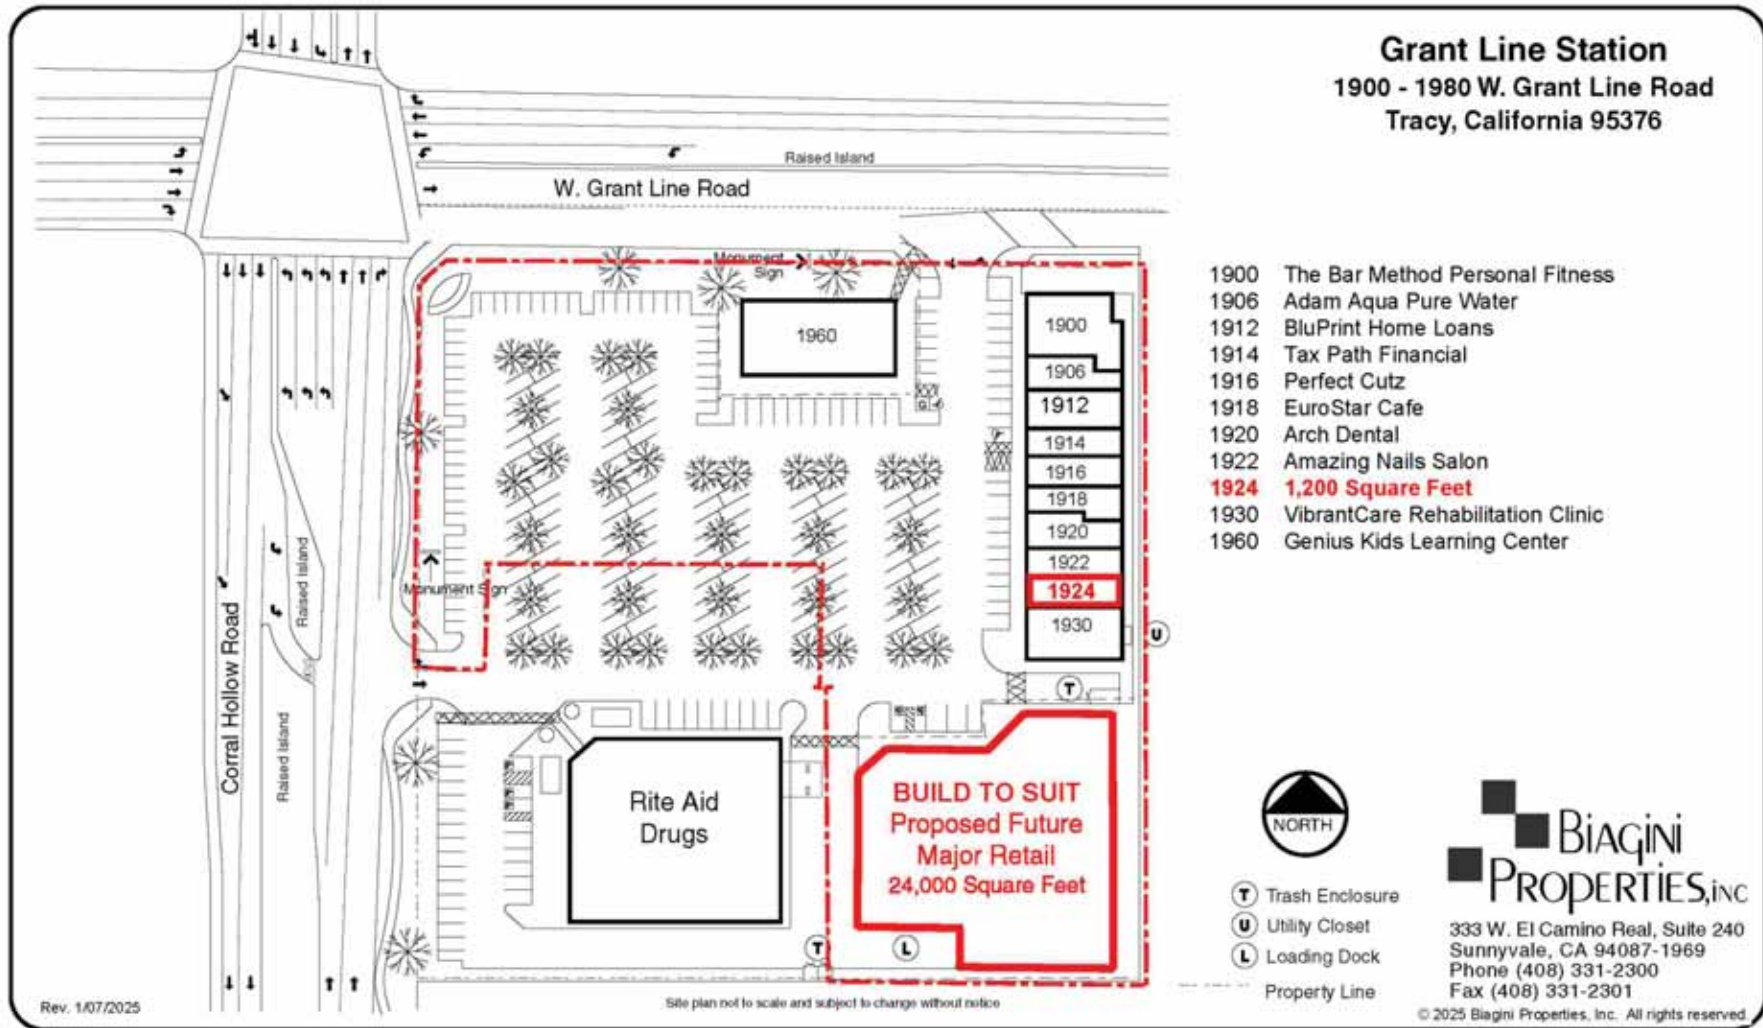 Grant Line Station
1900 - 1980 W. Grant Line Road
Tracy, California 95376
Raised Island
W. Grant Line Road
Monument
Sign
1960
1900
1906
1912
1914
1916
1918
1920
1922
1924
1930
1900 The Bar Method Personal Fitness
1906 Adam Aqua Pure Water
1912 BluPrint Home Loans
1914 Tax Path Financial
1916 Perfect Cutz
1918 EuroStar Cafe
1920 Arch Dental
1922 Amazing Nails Salon
1924 1,200 Square Feet
1930 VibrantCare Rehabilitation Clinic
1960 Genius Kids Learning Center
Monument Sign
Raised Island
Corral Hollow Road
Raised Island
U
T
Rite Aid
Drugs
BUILD TO SUIT
Proposed Future
Major Retail
24,000 Square Feet
T
L
NORTH
T Trash Enclosure
U Utility Closet
L Loading Dock
Property Line
BIAGINI
PROPERTIES, INC
333 W. El Camino Real, Suite 240
Sunnyvale, CA 94087-1969
Phone (408) 331-2300
Fax (408) 331-2301
Rev. 1/07/2025
Site plan not to scale and subject to change without notice
© 2025 Biagini Properties, Inc. All rights reserved.